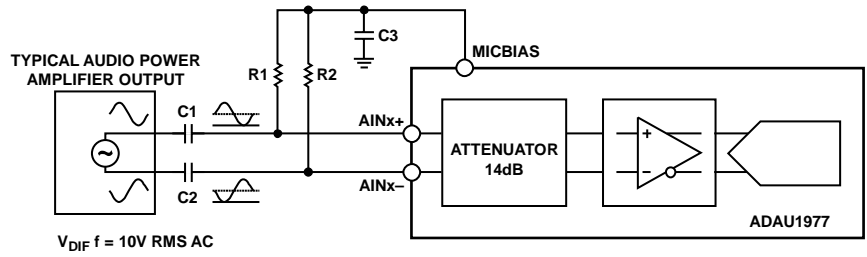 TYPICAL AUDIO POWER
AMPLIFIER OUTPUT
C1
C2
R1
R2
C3
MICBIAS
AINx+
AINx–
ATTENUATOR
14dB
+
–
ADAU1977
~
VDIF f = 10V RMS AC